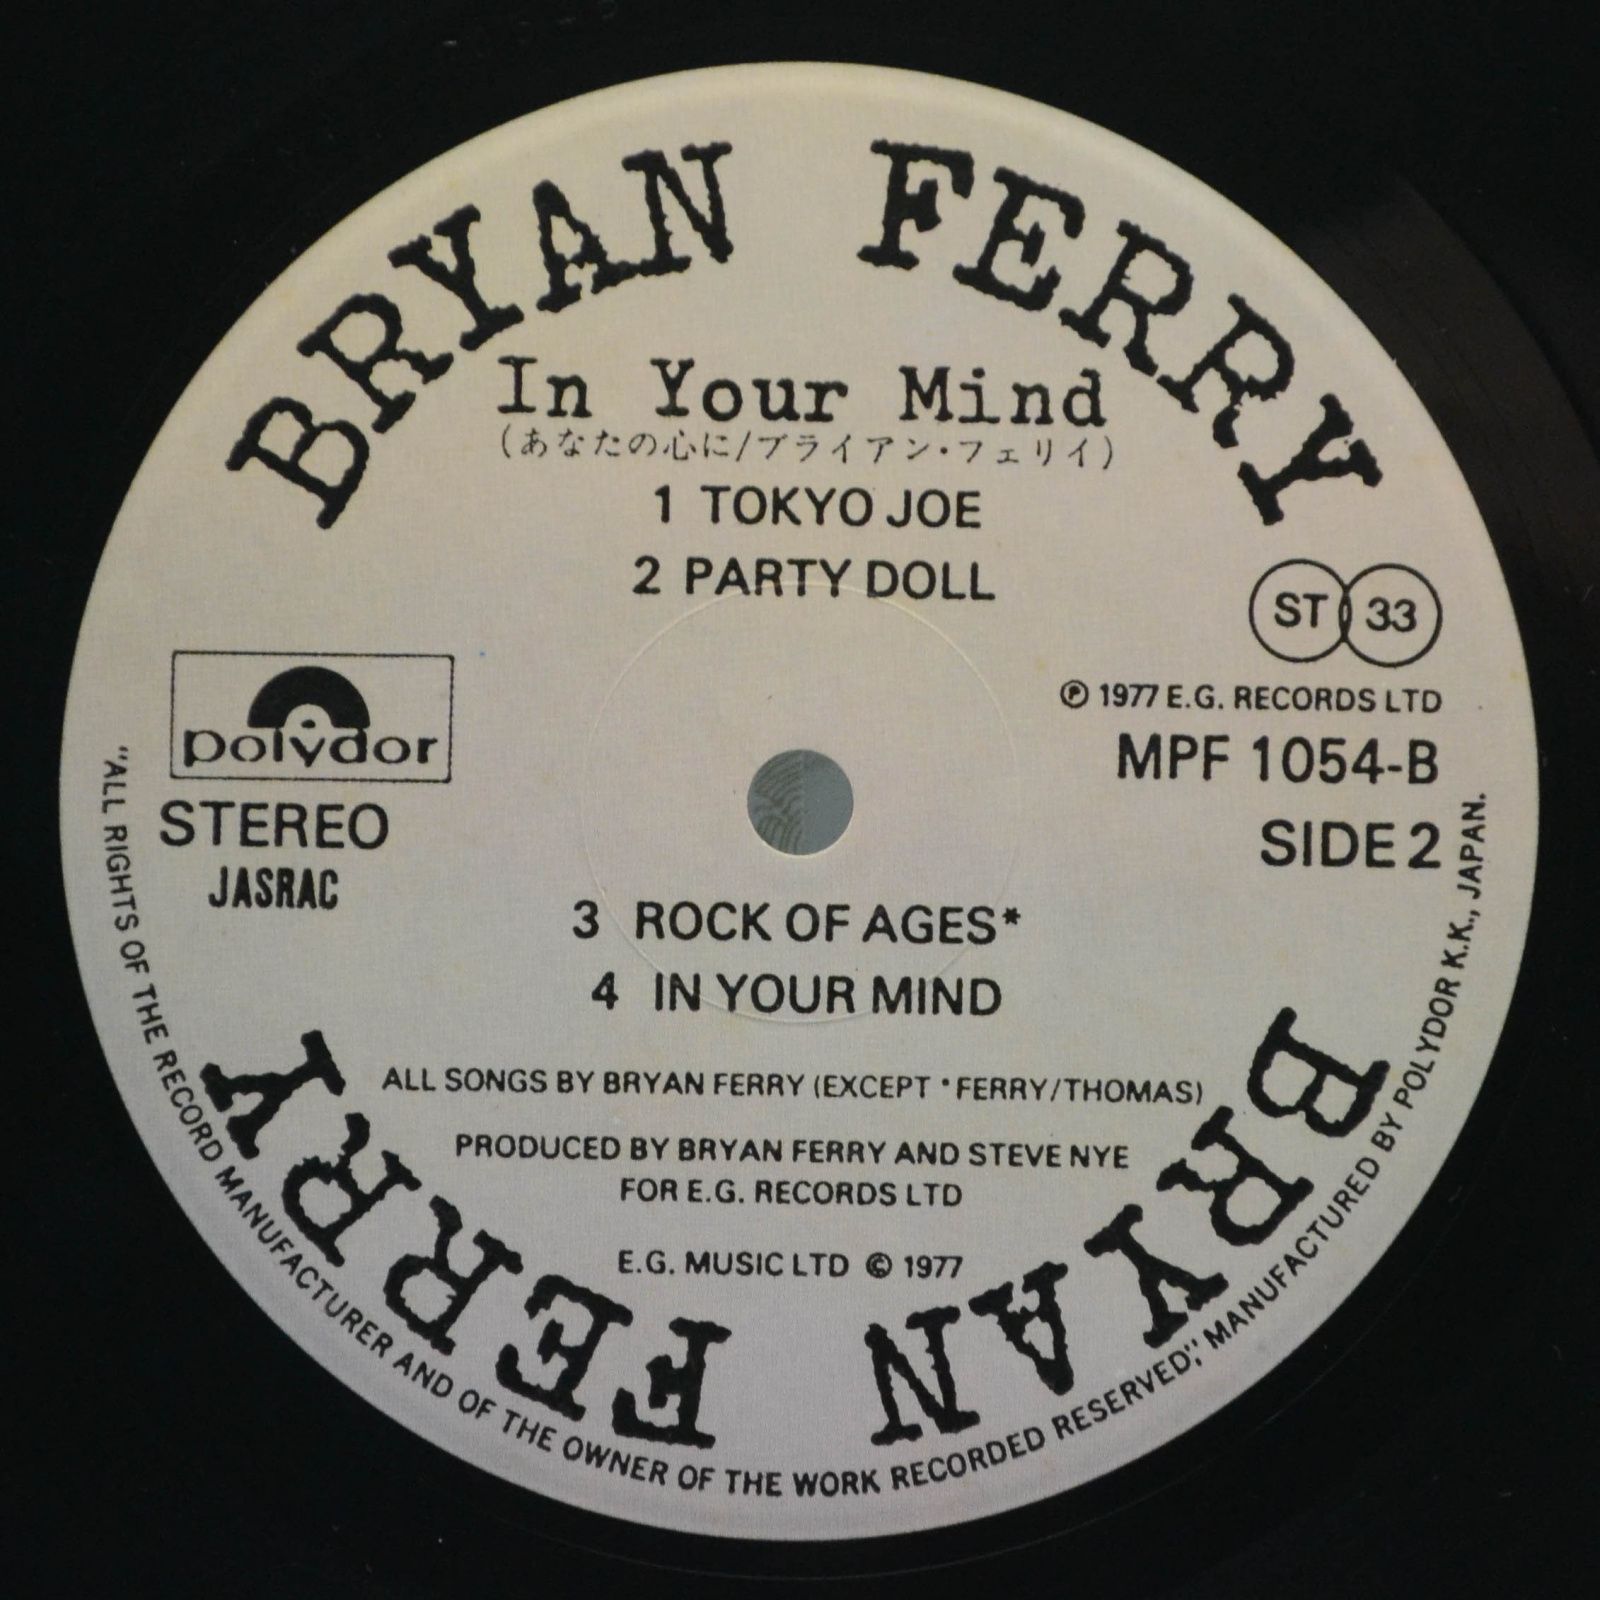 BRYAN FERRY
In Your Mind
(あなたの心に/ブライアン・フェリイ)
1 TOKYO JOE
2 PARTY DOLL
ST 33
℗ 1977 E.G. RECORDS LTD
MPF 1054-B
SIDE 2
polydor
STEREO
JASRAC
3 ROCK OF AGES*
4 IN YOUR MIND
ALL SONGS BY BRYAN FERRY (EXCEPT *FERRY/THOMAS)
PRODUCED BY BRYAN FERRY AND STEVE NYE
FOR E.G. RECORDS LTD
E.G. MUSIC LTD © 1977
BRYAN FERRY
"ALL RIGHTS OF THE RECORD MANUFACTURER AND OF THE OWNER OF THE WORK RECORDED RESERVED," MANUFACTURED BY POLYDOR K.K., JAPAN.